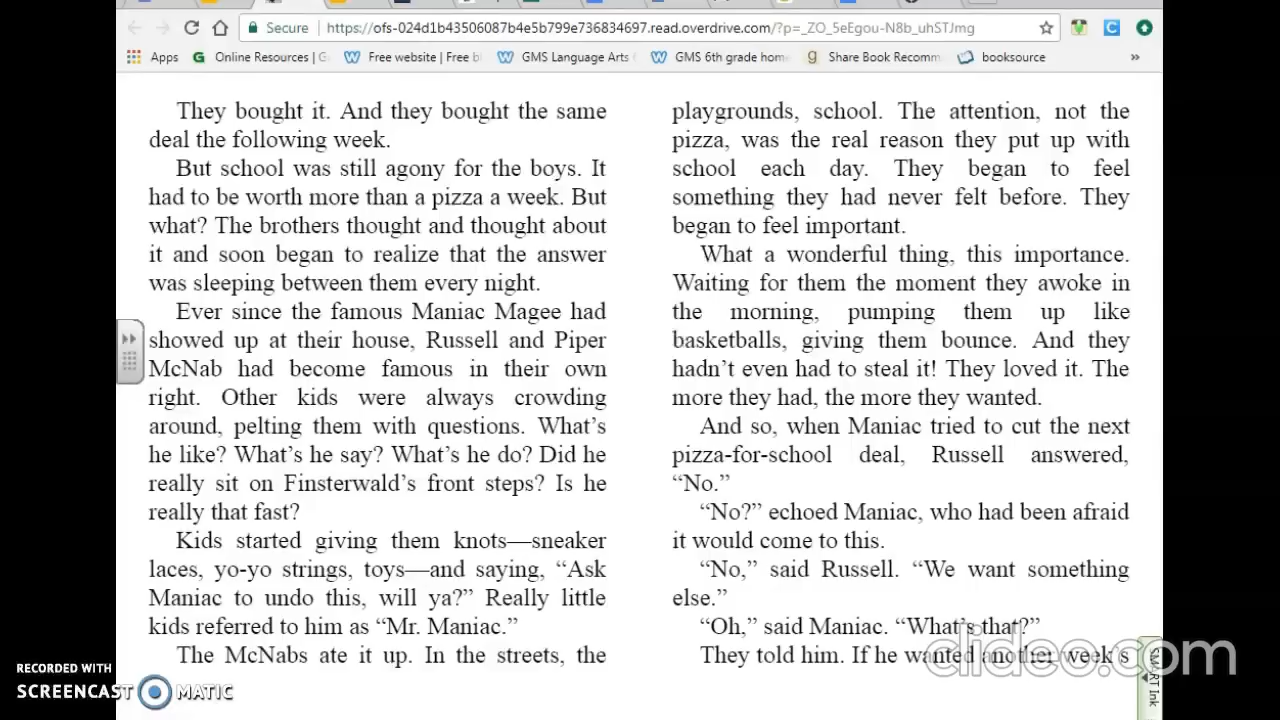 Secure
https://ofs-024d1b43506087b4e5b799e736834697.read.overdrive.com/?p=_ZO_5eEgou-N8b_uhSTJmg
Apps
Online Resources | G
Free website | Free bl
GMS Language Arts
GMS 6th grade hom
Share Book Recomm
booksource
»
They bought it. And they bought the same
deal the following week.
But school was still agony for the boys. It
had to be worth more than a pizza a week. But
what? The brothers thought and thought about
it and soon began to realize that the answer
was sleeping between them every night.
Ever since the famous Maniac Magee had
showed up at their house, Russell and Piper
McNab had become famous in their own
right. Other kids were always crowding
around, pelting them with questions. What’s
he like? What’s he say? What’s he do? Did he
really sit on Finsterwald’s front steps? Is he
really that fast?
Kids started giving them knots—sneaker
laces, yo-yo strings, toys—and saying, “Ask
Maniac to undo this, will ya?” Really little
kids referred to him as “Mr. Maniac.”
The McNabs ate it up. In the streets, the
playgrounds, school. The attention, not the
pizza, was the real reason they put up with
school each day. They began to feel
something they had never felt before. They
began to feel important.
What a wonderful thing, this importance.
Waiting for them the moment they awoke in
the morning, pumping them up like
basketballs, giving them bounce. And they
hadn’t even had to steal it! They loved it. The
more they had, the more they wanted.
And so, when Maniac tried to cut the next
pizza-for-school deal, Russell answered,
“No.”
“No?” echoed Maniac, who had been afraid
it would come to this.
“No,” said Russell. “We want something
else.”
“Oh,” said Maniac. “What’s that?”
They told him. If he wanted another week’s
clideo.com
SMART Ink
RECORDED WITH
SCREENCAST MATIC